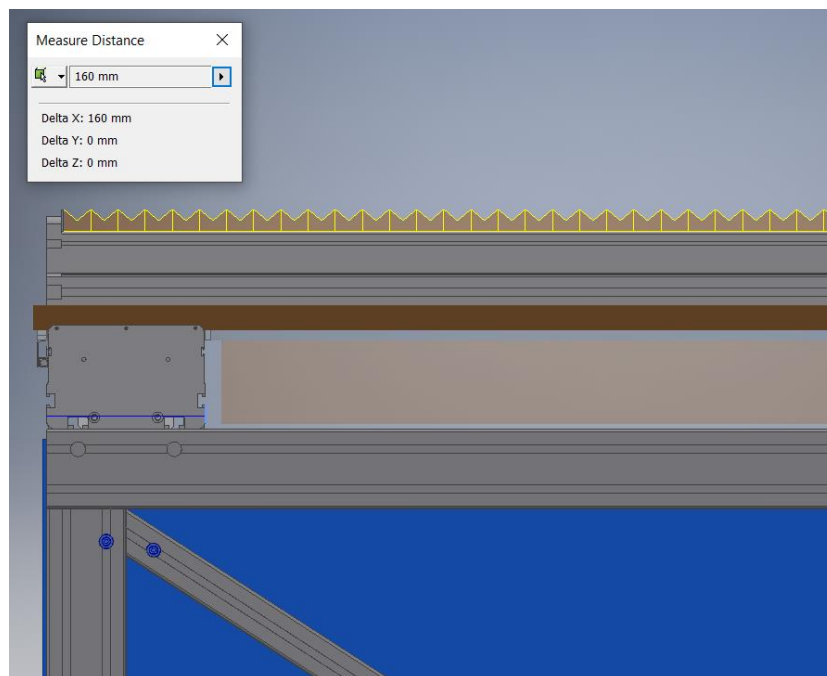 Measure Distance
160 mm
Delta X: 160 mm
Delta Y: 0 mm
Delta Z: 0 mm